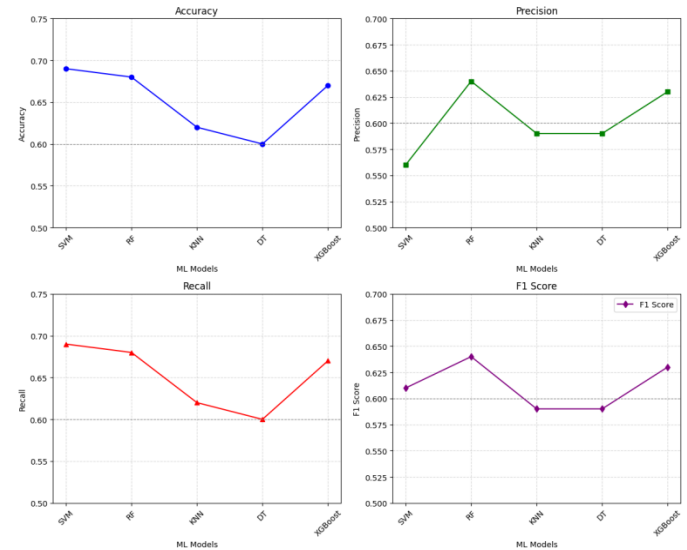 Accuracy
0.75
0.70
0.65
0.60
0.55
0.50
Accuracy
SVM
RF
KNN
DT
XGBoost
ML Models
Precision
0.700
0.675
0.650
0.625
0.600
0.575
0.550
0.525
0.500
Precision
SVM
RF
KNN
DT
XGBoost
ML Models
Recall
0.75
0.70
0.65
0.60
0.55
0.50
Recall
SVM
RF
KNN
DT
XGBoost
ML Models
F1 Score
F1 Score
0.700
0.675
0.650
0.625
0.600
0.575
0.550
0.525
0.500
F1 Score
SVM
RF
KNN
DT
XGBoost
ML Models